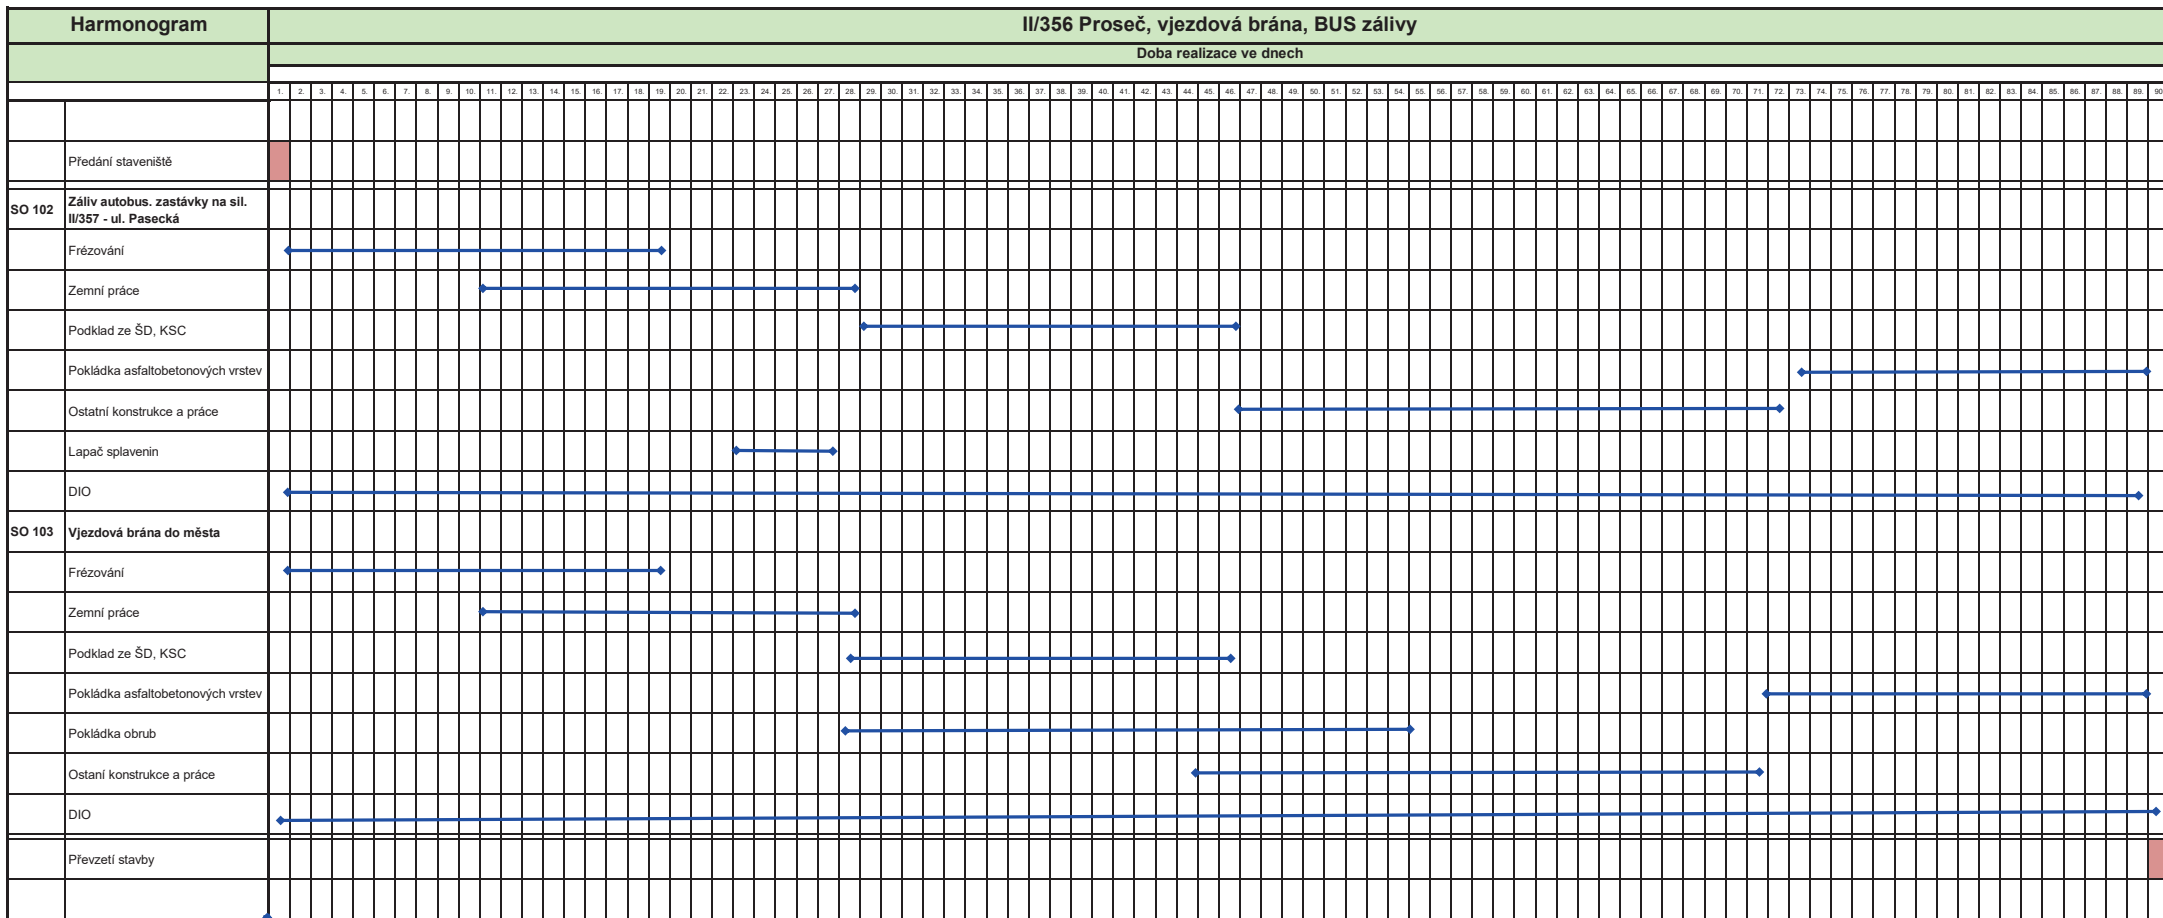 Harmonogram
II/356 Proseč, vjezdová brána, BUS zálivy
Doba realizace ve dnech
1. 2. 3. 4. 5. 6. 7. 8. 9. 10. 11. 12. 13. 14. 15. 16. 17. 18. 19. 20. 21. 22. 23. 24. 25. 26. 27. 28. 29. 30. 31. 32. 33. 34. 35. 36. 37. 38. 39. 40. 41. 42. 43. 44. 45. 46. 47. 48. 49. 50. 51. 52. 53. 54. 55. 56. 57. 58. 59. 60. 61. 62. 63. 64. 65. 66. 67. 68. 69. 70. 71. 72. 73. 74. 75. 76. 77. 78. 79. 80. 81. 82. 83. 84. 85. 86. 87. 88. 89. 90
Předání staveniště
SO 102 Záliv autobus. zastávky na sil.
II/357 - ul. Pasecká
Frézování
Zemní práce
Podklad ze ŠD, KSC
Pokládka asfaltobetonových vrstev
Ostatní konstrukce a práce
Lapač splavenin
DIO
SO 103 Vjezdová brána do města
Frézování
Zemní práce
Podklad ze ŠD, KSC
Pokládka asfaltobetonových vrstev
Pokládka obrub
Ostaní konstrukce a práce
DIO
Převzetí stavby